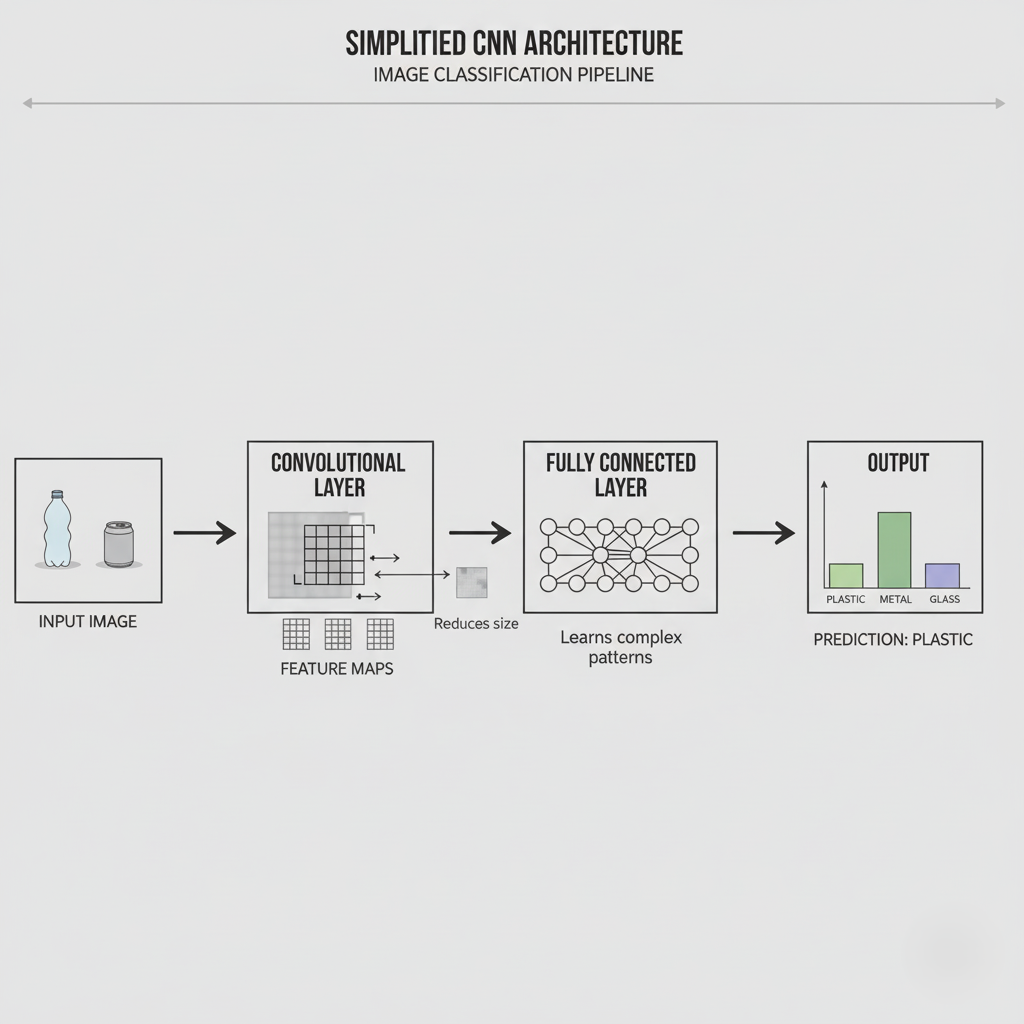 SIMPLITIED CNN ARCHITECTURE
IMAGE CLASSIFICATION PIPELINE
INPUT IMAGE
CONVOLUTIONAL
LAYER
FEATURE MAPS
Reduces size
FULLY CONNECTED
LAYER
Learns complex
patterns
OUTPUT
PLASTIC METAL GLASS
PREDICTION: PLASTIC